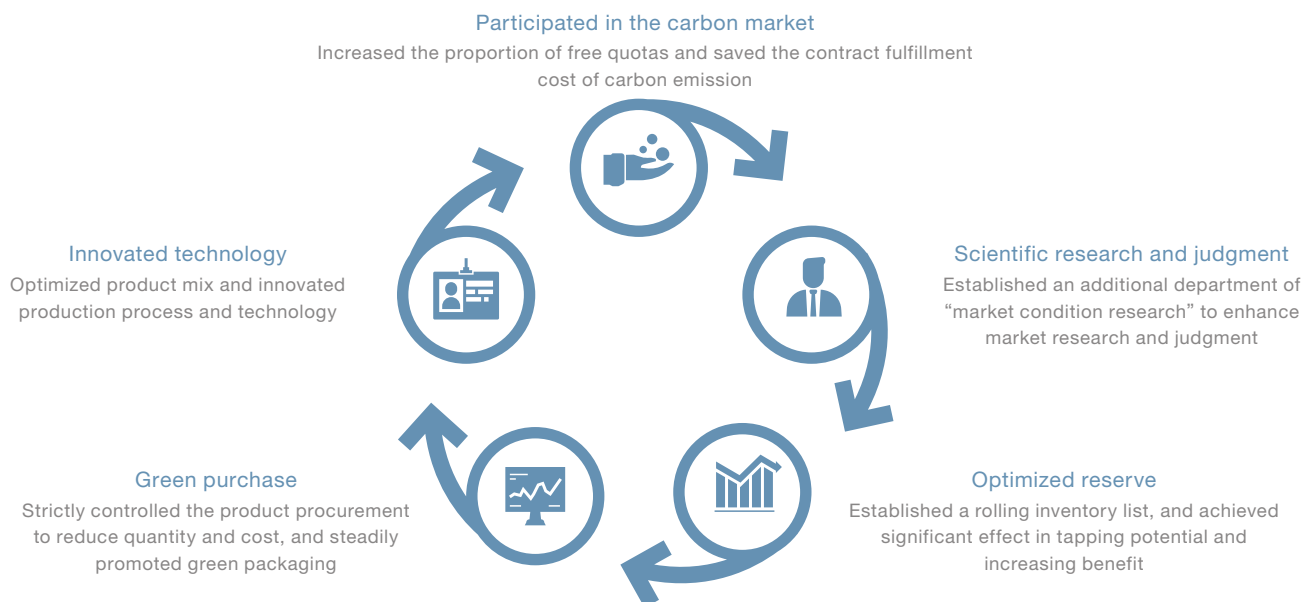 Participated in the carbon market
Increased the proportion of free quotas and saved the contract fulfillment
cost of carbon emission
Innovated technology
Optimized product mix and innovated
production process and technology
Scientific research and judgment
Established an additional department of
“market condition research” to enhance
market research and judgment
Green purchase
Strictly controlled the product procurement
to reduce quantity and cost, and steadily
promoted green packaging
Optimized reserve
Established a rolling inventory list, and achieved
significant effect in tapping potential and
increasing benefit